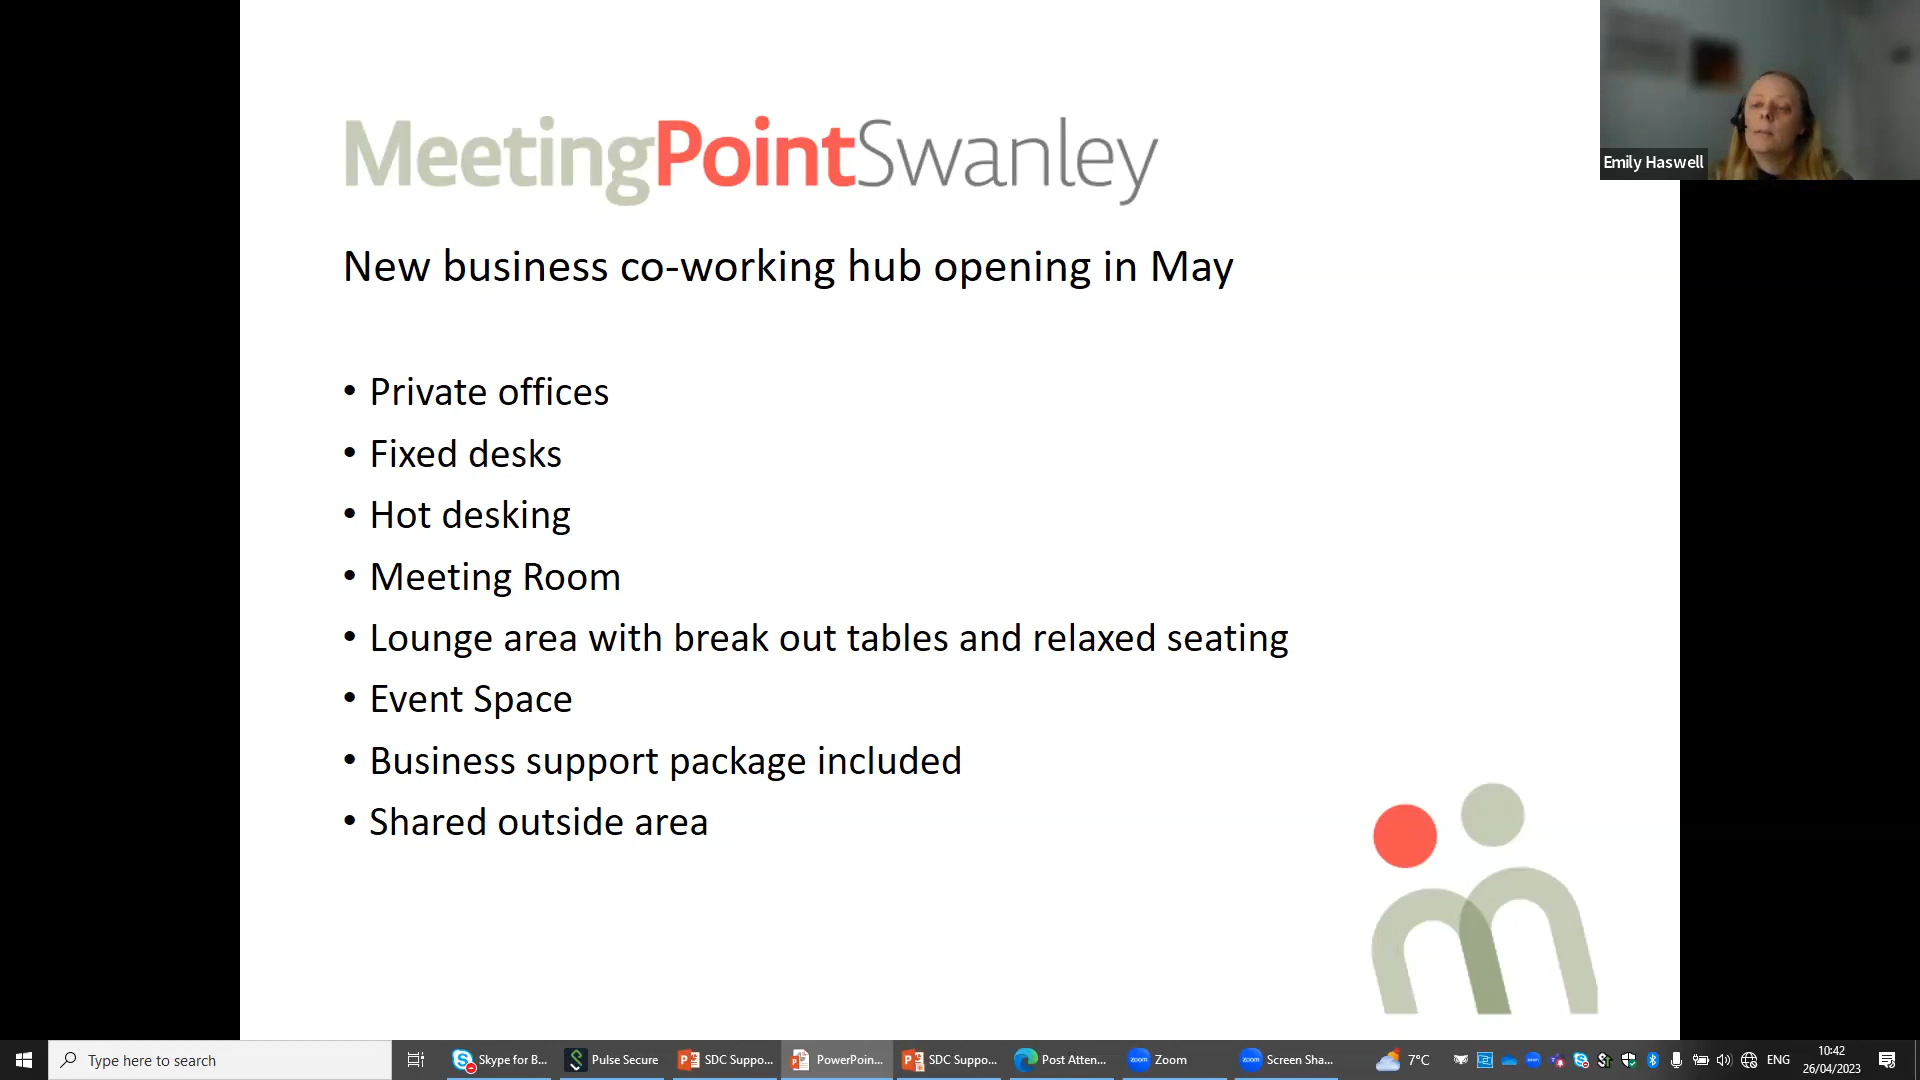 MeetingPointSwanley
Emily Haswell
New business co-working hub opening in May
• Private offices
• Fixed desks
• Hot desking
• Meeting Room
• Lounge area with break out tables and relaxed seating
• Event Space
• Business support package included
• Shared outside area
Type here to search
Skype for B...
Pulse Secure
SDC Suppo...
PowerPoin...
SDC Suppo...
Post Atten...
zoom
Zoom
zoom
Screen Sha...
7°C
ENG
10:42
26/04/2023